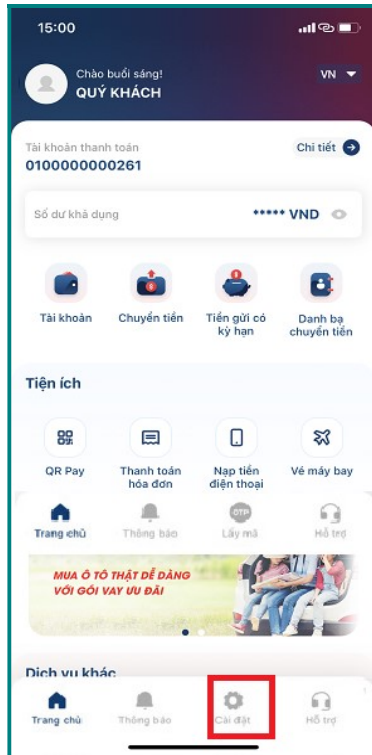 15:00
Chào buổi sáng!
QUÝ KHÁCH
VN
Tài khoản thanh toán
Chi tiết
0100000000261
Số dư khả dụng
***** VND
Tài khoản
Chuyển tiền
Tiền gửi có
kỳ hạn
Danh bạ
chuyển tiền
Tiện ích
QR Pay
Thanh toán
hóa đơn
Nạp tiền
điện thoại
Vé máy bay
OTP
Trang chủ
Thông báo
Lấy mã
Hỗ trợ
MUA Ô TÔ THẬT DỄ DÀNG
VỚI GÓI VAY ƯU ĐÃI
Dịch vụ khác
Trang chủ
Thông báo
Cài đặt
Hỗ trợ